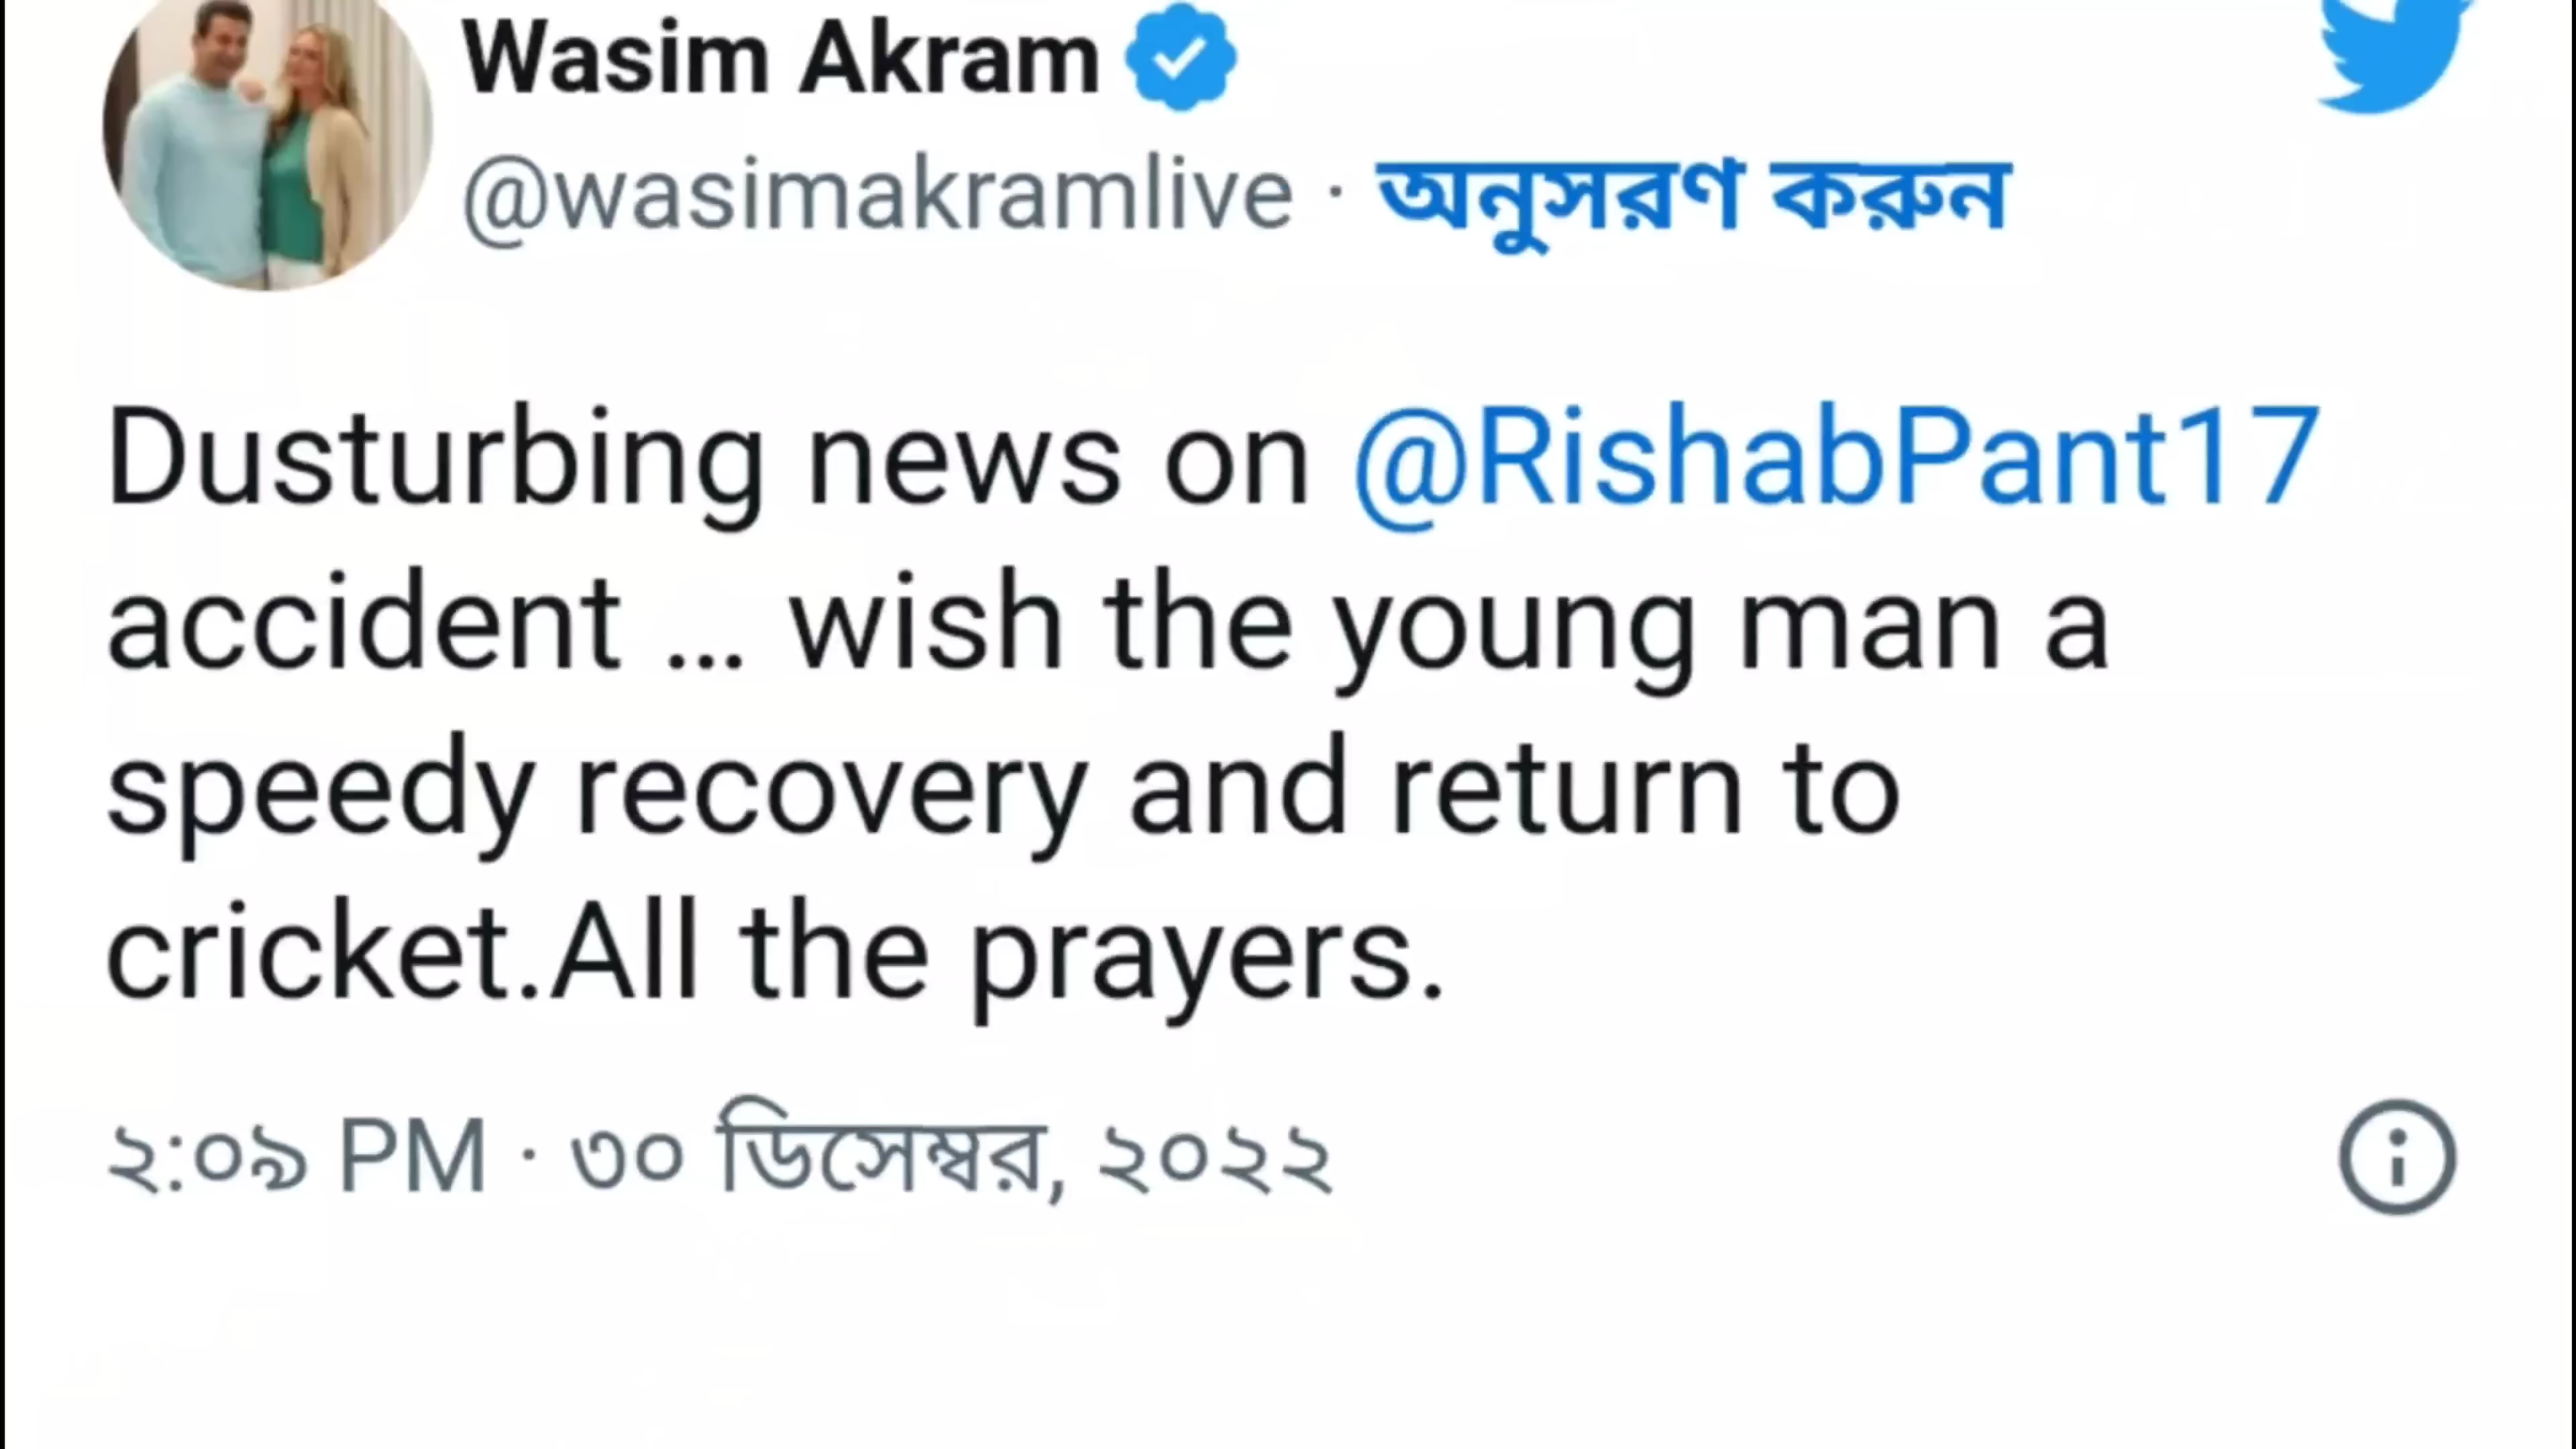 Wasim Akram
@wasimakramlive · অনুসরণ করুন
Dusturbing news on @RishabPant17
accident ... wish the young man a
speedy recovery and return to
cricket.All the prayers.
২:০৯ PM · ৩০ ডিসেম্বর, ২০২২